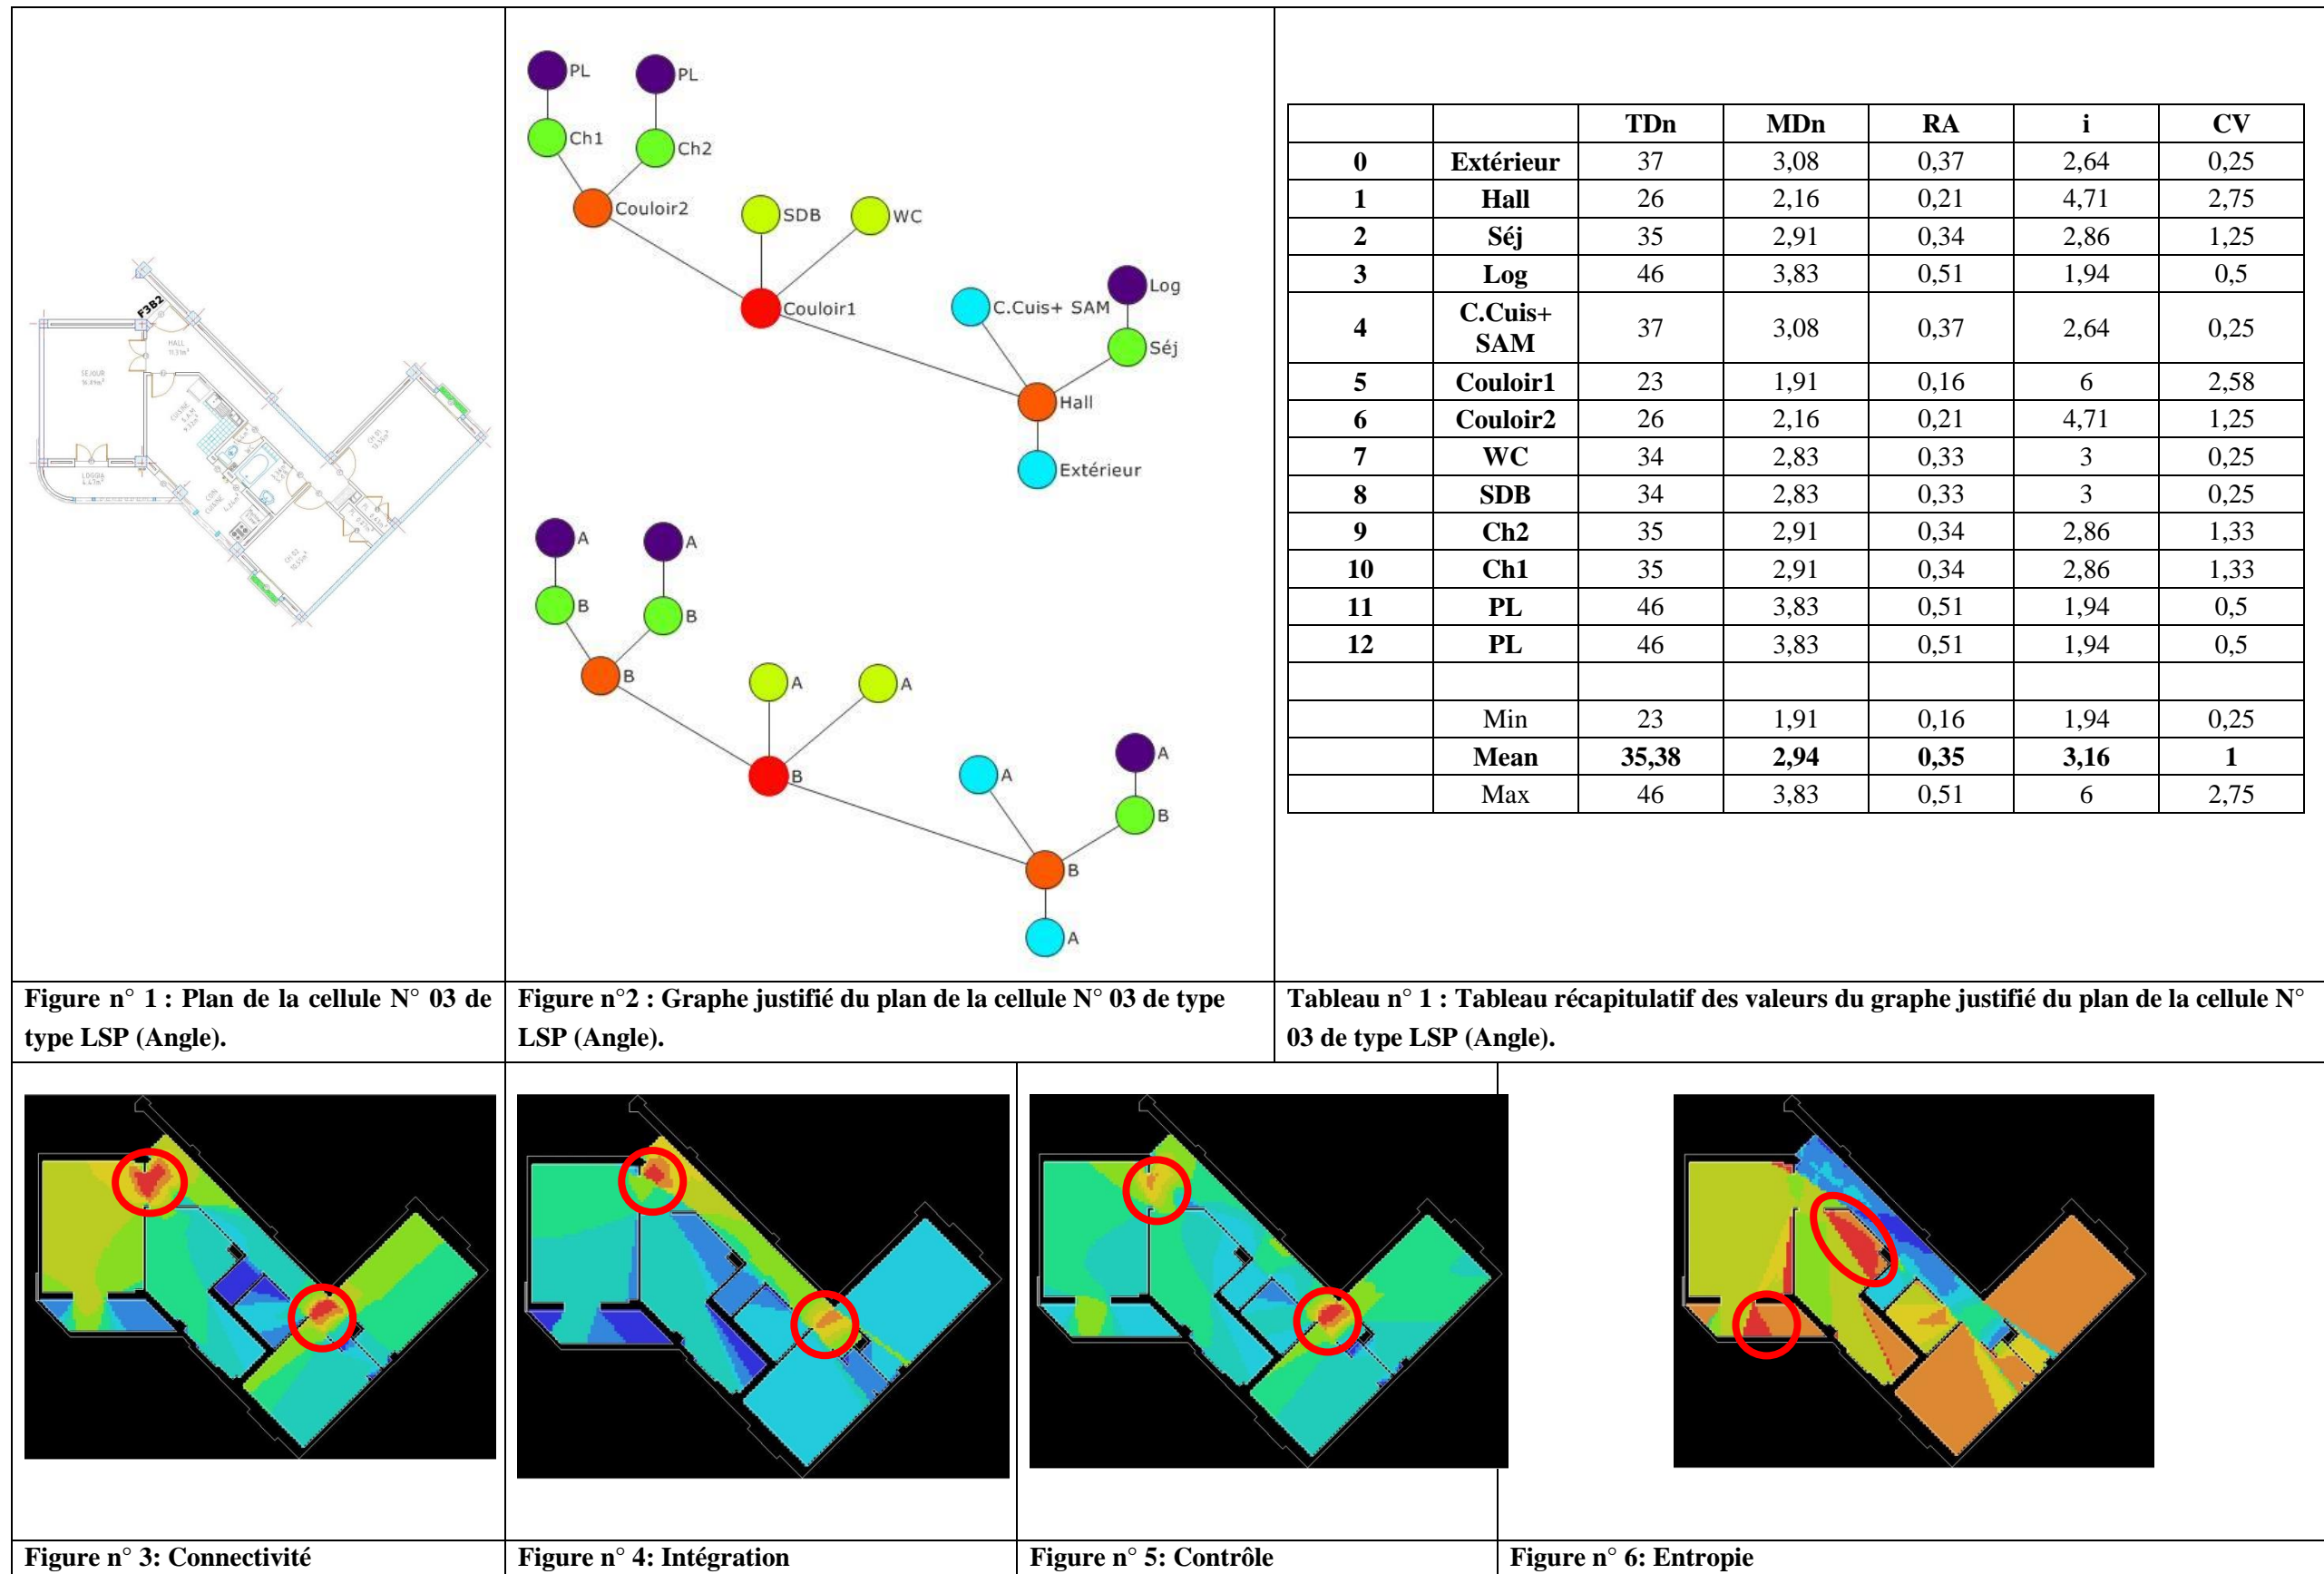 F3B2
HALL
SEJOUR
CUISINE
S.A.M
LOGGIA
COIN
CUISINE
CH 01
CH 02
PL
PL
Ch1
Ch2
Couloir2
SDB
WC
Couloir1
C.Cuis+ SAM
Log
Séj
Hall
Extérieur
A
A
B
B
B
A
A
B
A
A
B
B
A
TDn MDn RA i CV
0 Extérieur 37 3,08 0,37 2,64 0,25
1 Hall 26 2,16 0,21 4,71 2,75
2 Séj 35 2,91 0,34 2,86 1,25
3 Log 46 3,83 0,51 1,94 0,5
4 C.Cuis+ SAM 37 3,08 0,37 2,64 0,25
5 Couloir1 23 1,91 0,16 6 2,58
6 Couloir2 26 2,16 0,21 4,71 1,25
7 WC 34 2,83 0,33 3 0,25
8 SDB 34 2,83 0,33 3 0,25
9 Ch2 35 2,91 0,34 2,86 1,33
10 Ch1 35 2,91 0,34 2,86 1,33
11 PL 46 3,83 0,51 1,94 0,5
12 PL 46 3,83 0,51 1,94 0,5
Min 23 1,91 0,16 1,94 0,25
Mean 35,38 2,94 0,35 3,16 1
Max 46 3,83 0,51 6 2,75
Figure n° 1 : Plan de la cellule N° 03 de
type LSP (Angle).
Figure n°2 : Graphe justifié du plan de la cellule N° 03 de type
LSP (Angle).
Tableau n° 1 : Tableau récapitulatif des valeurs du graphe justifié du plan de la cellule N°
03 de type LSP (Angle).
Figure n° 3: Connectivité
Figure n° 4: Intégration
Figure n° 5: Contrôle
Figure n° 6: Entropie